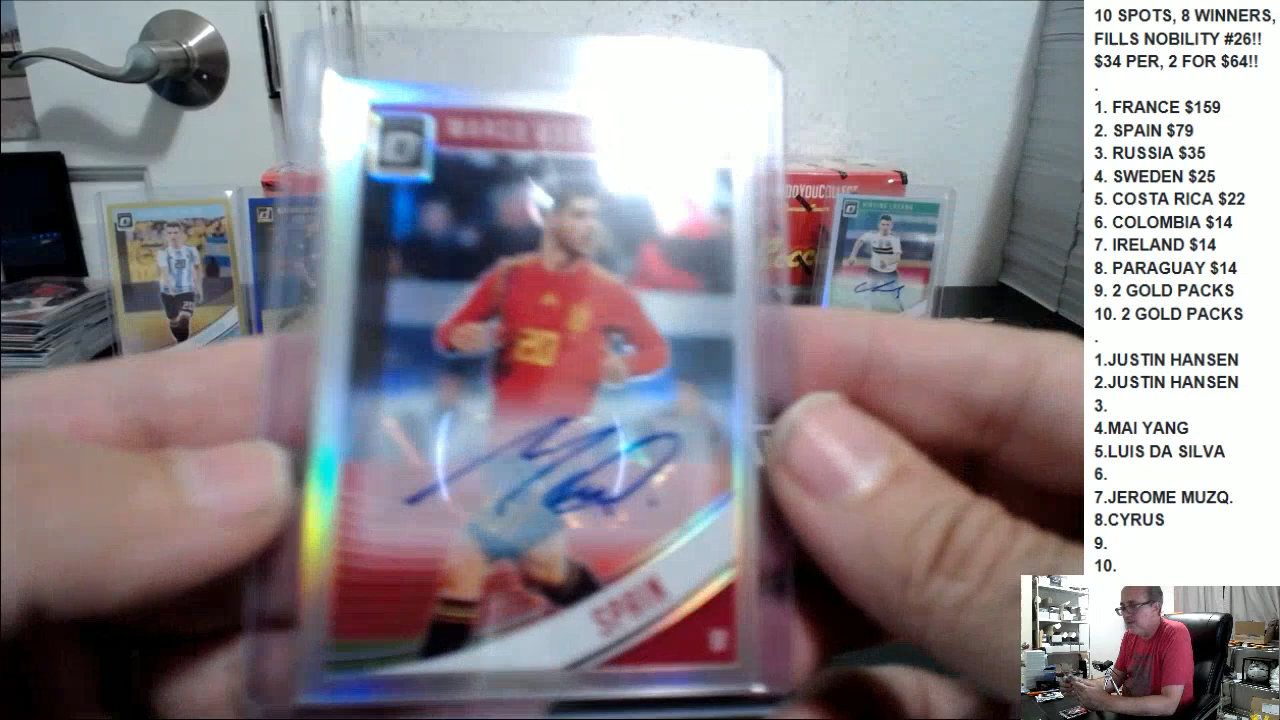 10 SPOTS, 8 WINNERS,
FILLS NOBILITY #26!!
$34 PER, 2 FOR $64!!
.
1. FRANCE $159
2. SPAIN $79
3. RUSSIA $35
4. SWEDEN $25
5. COSTA RICA $22
6. COLOMBIA $14
7. IRELAND $14
8. PARAGUAY $14
9. 2 GOLD PACKS
10. 2 GOLD PACKS
.
1.JUSTIN HANSEN
2.JUSTIN HANSEN
3.
4.MAI YANG
5.LUIS DA SILVA
6.
7.JEROME MUZQ.
8.CYRUS
9.
10.
MARCO
20
SPAIN